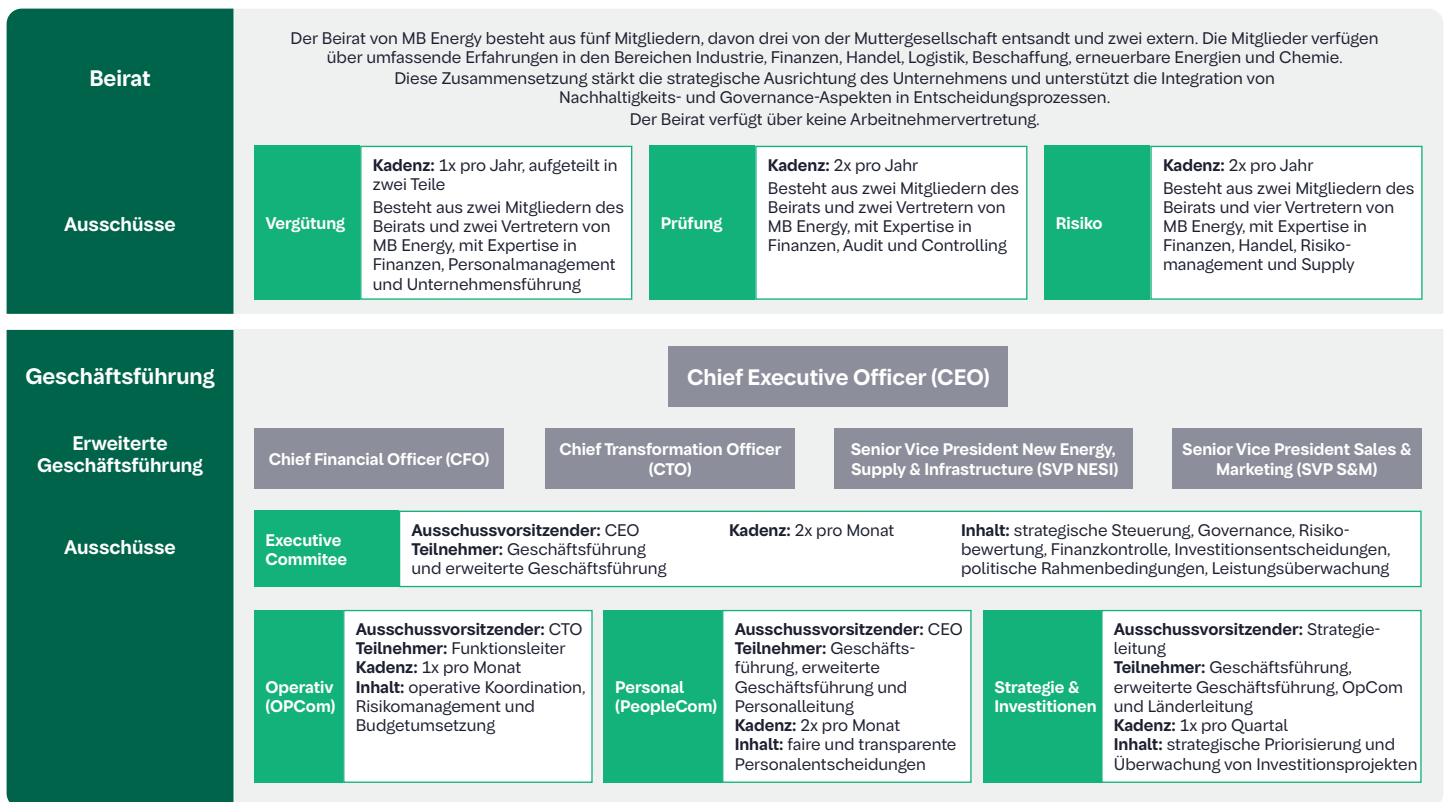 Beirat
Der Beirat von MB Energy besteht aus fünf Mitgliedern, davon drei von der Muttergesellschaft entsandt und zwei extern. Die Mitglieder verfügen
über umfassende Erfahrungen in den Bereichen Industrie, Finanzen, Handel, Logistik, Beschaffung, erneuerbare Energien und Chemie.
Diese Zusammensetzung stärkt die strategische Ausrichtung des Unternehmens und unterstützt die Integration von
Nachhaltigkeits- und Governance-Aspekten in Entscheidungsprozessen.
Der Beirat verfügt über keine Arbeitnehmervertretung.
Ausschüsse
Vergütung
Kadenz: 1x pro Jahr, aufgeteilt in
zwei Teile
Besteht aus zwei Mitgliedern des
Beirats und zwei Vertretern von
MB Energy, mit Expertise in
Finanzen, Personalmanagement
und Unternehmensführung
Prüfung
Kadenz: 2x pro Jahr
Besteht aus zwei Mitgliedern des
Beirats und zwei Vertretern von
MB Energy, mit Expertise in
Finanzen, Audit und Controlling
Risiko
Kadenz: 2x pro Jahr
Besteht aus zwei Mitgliedern des
Beirats und vier Vertretern von
MB Energy, mit Expertise in
Finanzen, Handel, Risiko-
management und Supply
Geschäftsführung
Chief Executive Officer (CEO)
Erweiterte
Geschäftsführung
Chief Financial Officer (CFO)
Chief Transformation Officer
(CTO)
Senior Vice President New Energy,
Supply & Infrastructure (SVP NESI)
Senior Vice President Sales &
Marketing (SVP S&M)
Ausschüsse
Executive
Commitee
Ausschussvorsitzender: CEO
Teilnehmer: Geschäftsführung
und erweiterte Geschäftsführung
Kadenz: 2x pro Monat
Inhalt: strategische Steuerung, Governance, Risiko-
bewertung, Finanzkontrolle, Investitionsentscheidungen,
politische Rahmenbedingungen, Leistungsüberwachung
Operativ
(OPCom)
Ausschussvorsitzender: CTO
Teilnehmer: Funktionsleiter
Kadenz: 1x pro Monat
Inhalt: operative Koordination,
Risikomanagement und
Budgetumsetzung
Personal
(PeopleCom)
Ausschussvorsitzender: CEO
Teilnehmer: Geschäfts-
führung, erweiterte
Geschäftsführung und
Personalleitung
Kadenz: 2x pro Monat
Inhalt: faire und transparente
Personalentscheidungen
Strategie &
Investitionen
Ausschussvorsitzender: Strategie-
leitung
Teilnehmer: Geschäftsführung,
erweiterte Geschäftsführung, OpCom
und Länderleitung
Kadenz: 1x pro Quartal
Inhalt: strategische Priorisierung und
Überwachung von Investitionsprojekten